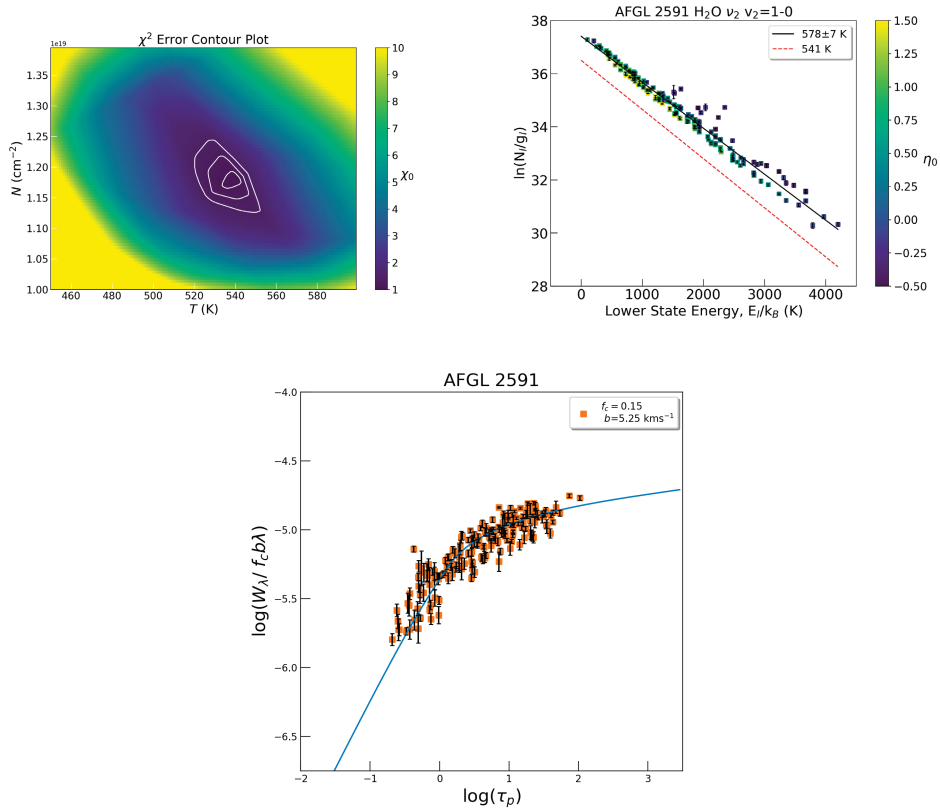 χ² Error Contour Plot
1e19
1.35
1.30
1.25
1.20
1.15
1.10
1.05
1.00
N (cm⁻²)
460 480 500 520 540 560 580
T (K)
10
9
8
7
6
5
4
3
2
1
χ₀
AFGL 2591 H₂O ν₂ v₂=1-0
578±7 K
541 K
38
36
34
32
30
28
ln(Nₗ/gₗ)
0 1000 2000 3000 4000
Lower State Energy, Eₗ/k_B (K)
1.50
1.25
1.00
0.75
0.50
0.25
0.00
−0.25
−0.50
η₀
AFGL 2591
f_c = 0.15
b=5.25 kms⁻¹
−4.0
−4.5
−5.0
−5.5
−6.0
−6.5
log(W_λ/ f_c bλ)
−2 −1 0 1 2 3
log(τ_p)